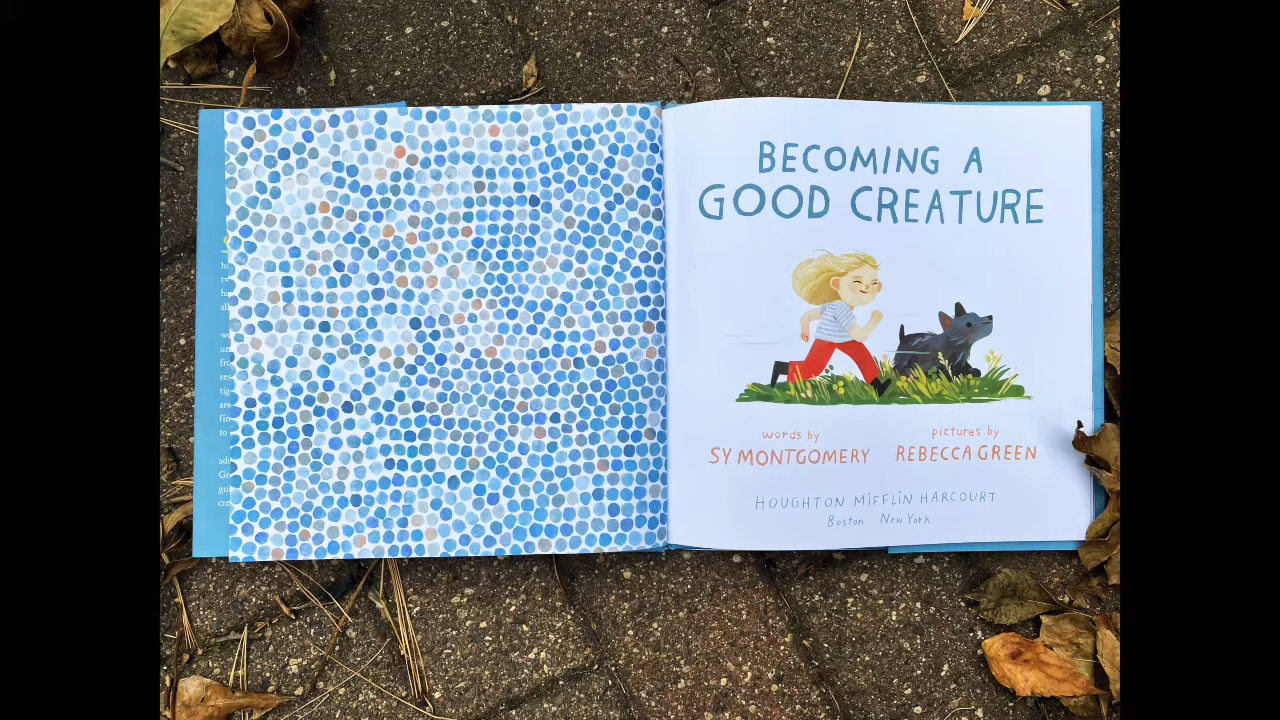 BECOMING A
GOOD CREATURE
words by
SY MONTGOMERY
pictures by
REBECCA GREEN
HOUGHTON MIFFLIN HARCOURT
Boston New York